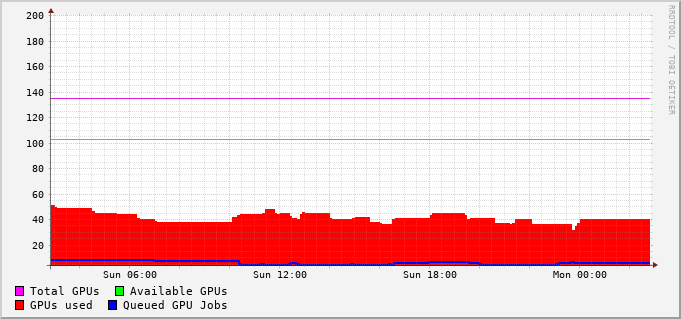 200
180
160
140
120
100
80
60
40
20
Sun 06:00 Sun 12:00 Sun 18:00 Mon 00:00
Total GPUs Available GPUs
GPUs used Queued GPU Jobs
RRDTOOL / TOBI OETIKER